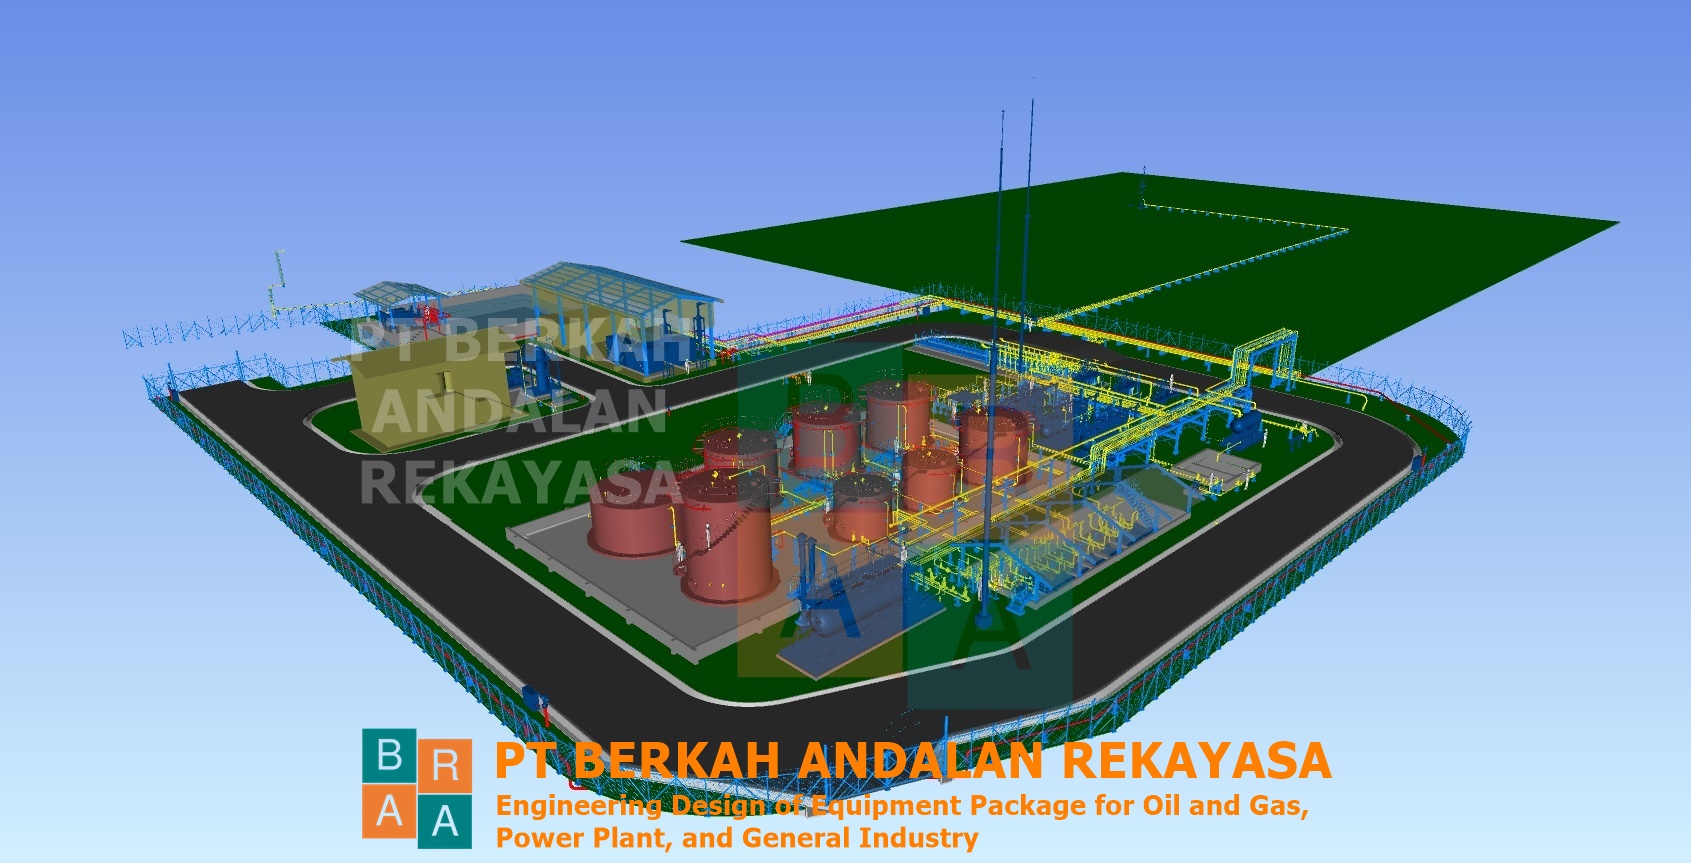 PT BERKAH
ANDALAN
REKAYASA
B R
A A
B R
A A
PT BERKAH ANDALAN REKAYASA
Engineering Design of Equipment Package for Oil and Gas,
Power Plant, and General Industry